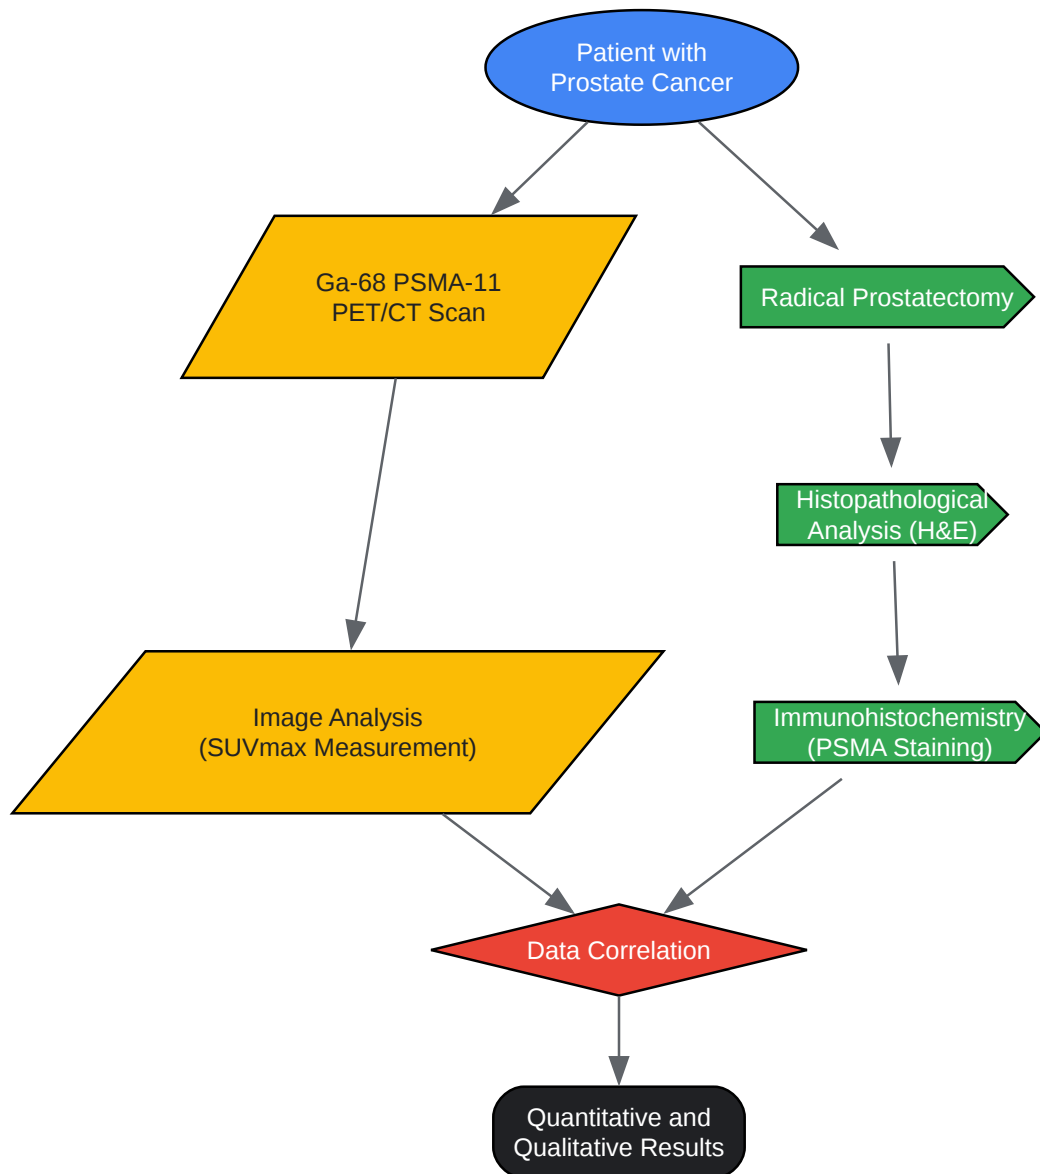 Patient with
Prostate Cancer
Ga-68 PSMA-11
PET/CT Scan
Radical Prostatectomy
Histopathological
Analysis (H&E)
Image Analysis
(SUVmax Measurement)
Immunohistochemistry
(PSMA Staining)
Data Correlation
Quantitative and
Qualitative Results